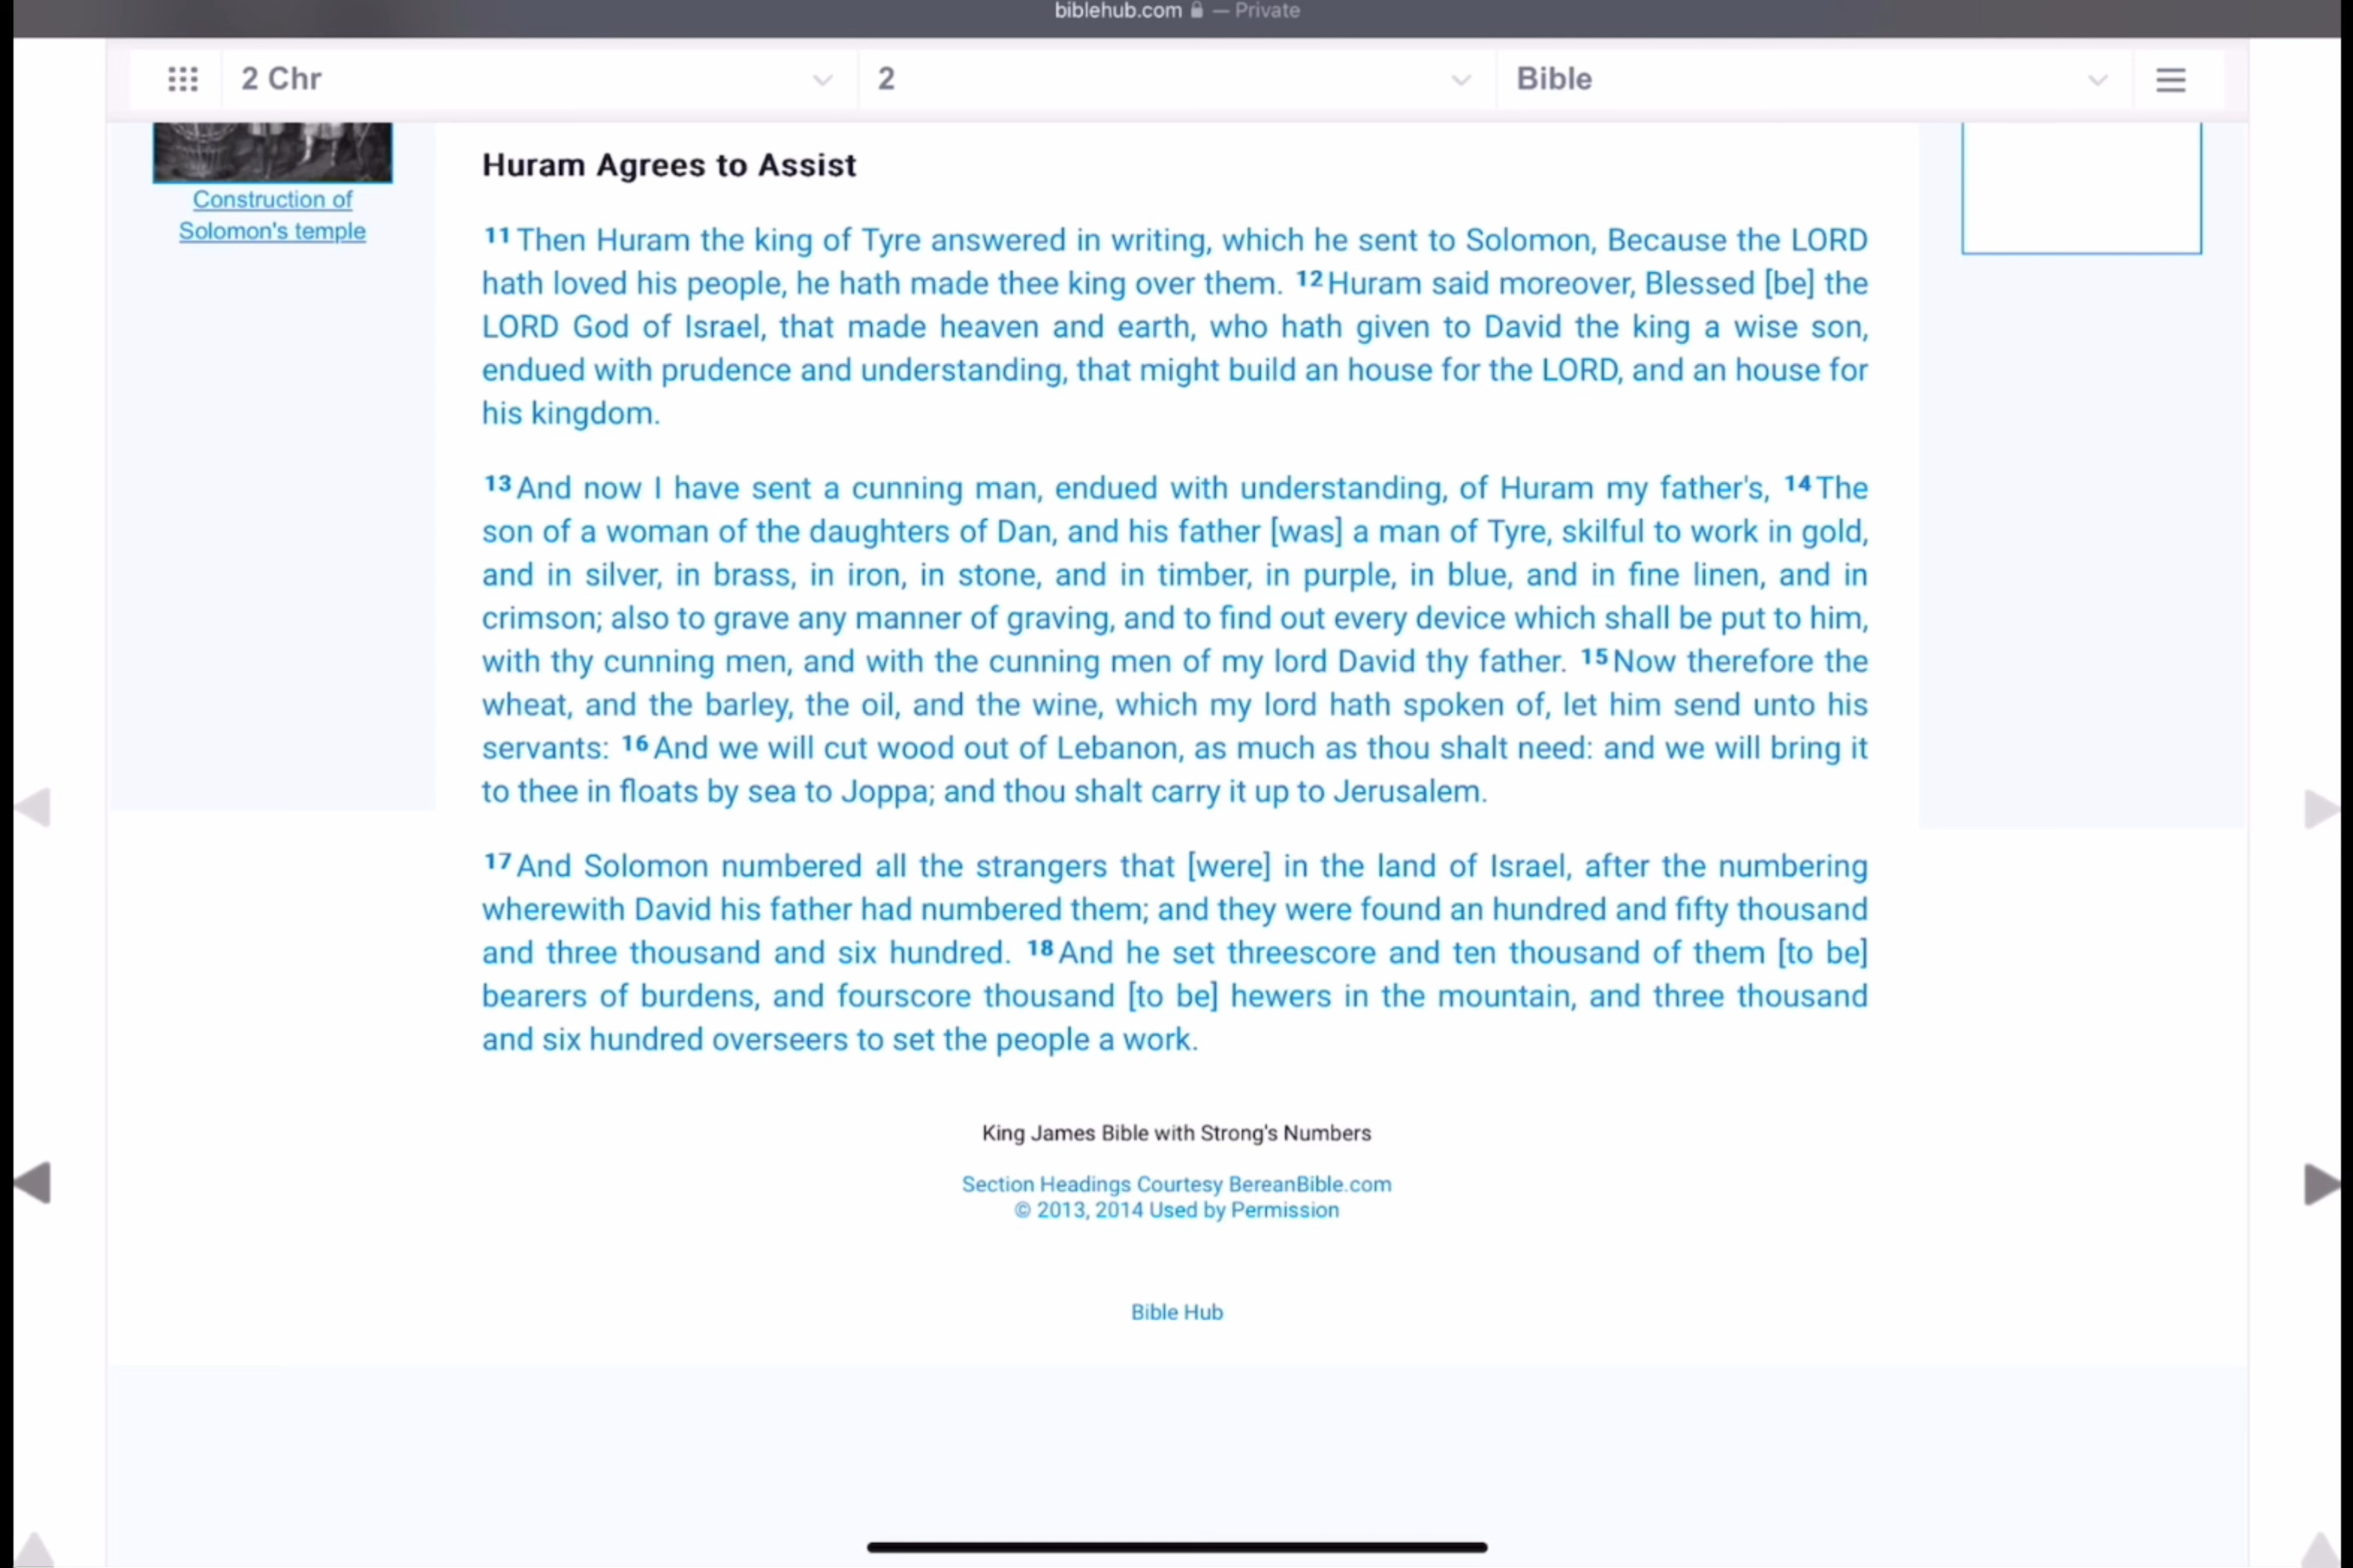 biblehub.com — Private
2 Chr
2
Bible
Construction of
Solomon's temple
Huram Agrees to Assist
11 Then Huram the king of Tyre answered in writing, which he sent to Solomon, Because the LORD
hath loved his people, he hath made thee king over them. 12 Huram said moreover, Blessed [be] the
LORD God of Israel, that made heaven and earth, who hath given to David the king a wise son,
endued with prudence and understanding, that might build an house for the LORD, and an house for
his kingdom.
13 And now I have sent a cunning man, endued with understanding, of Huram my father's, 14 The
son of a woman of the daughters of Dan, and his father [was] a man of Tyre, skilful to work in gold,
and in silver, in brass, in iron, in stone, and in timber, in purple, in blue, and in fine linen, and in
crimson; also to grave any manner of graving, and to find out every device which shall be put to him,
with thy cunning men, and with the cunning men of my lord David thy father. 15 Now therefore the
wheat, and the barley, the oil, and the wine, which my lord hath spoken of, let him send unto his
servants: 16 And we will cut wood out of Lebanon, as much as thou shalt need: and we will bring it
to thee in floats by sea to Joppa; and thou shalt carry it up to Jerusalem.
17 And Solomon numbered all the strangers that [were] in the land of Israel, after the numbering
wherewith David his father had numbered them; and they were found an hundred and fifty thousand
and three thousand and six hundred. 18 And he set threescore and ten thousand of them [to be]
bearers of burdens, and fourscore thousand [to be] hewers in the mountain, and three thousand
and six hundred overseers to set the people a work.
King James Bible with Strong's Numbers
Section Headings Courtesy BereanBible.com
© 2013, 2014 Used by Permission
Bible Hub